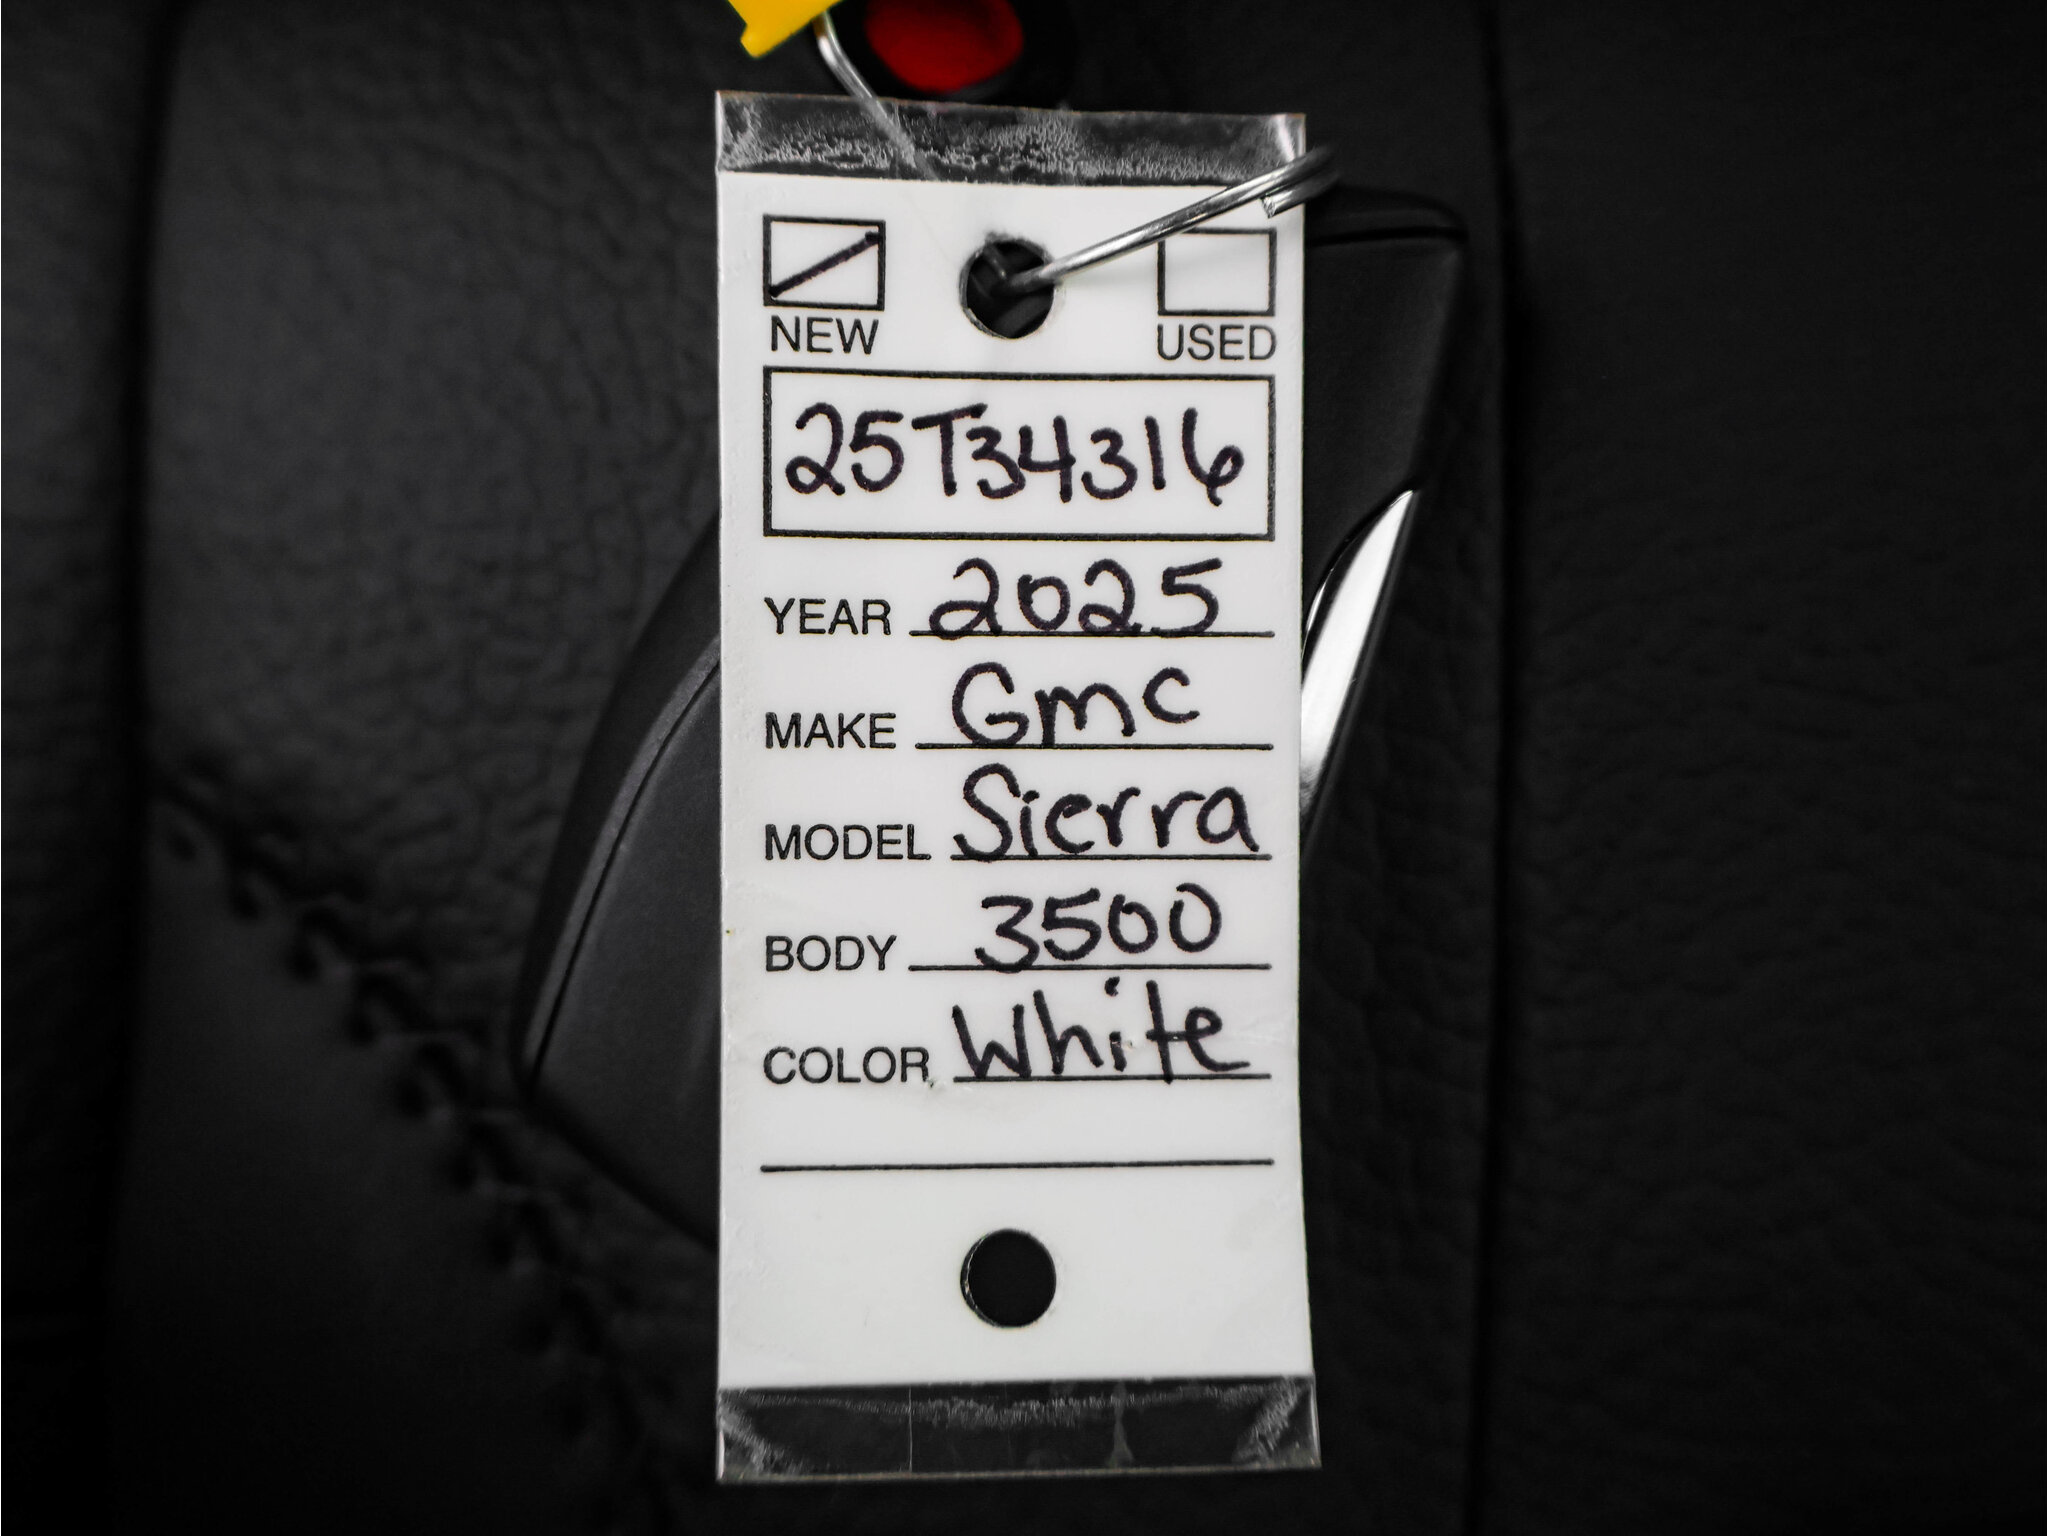 NEW USED
25T34316
YEAR 2025
MAKE Gmc
MODEL Sierra
BODY 3500
COLOR White